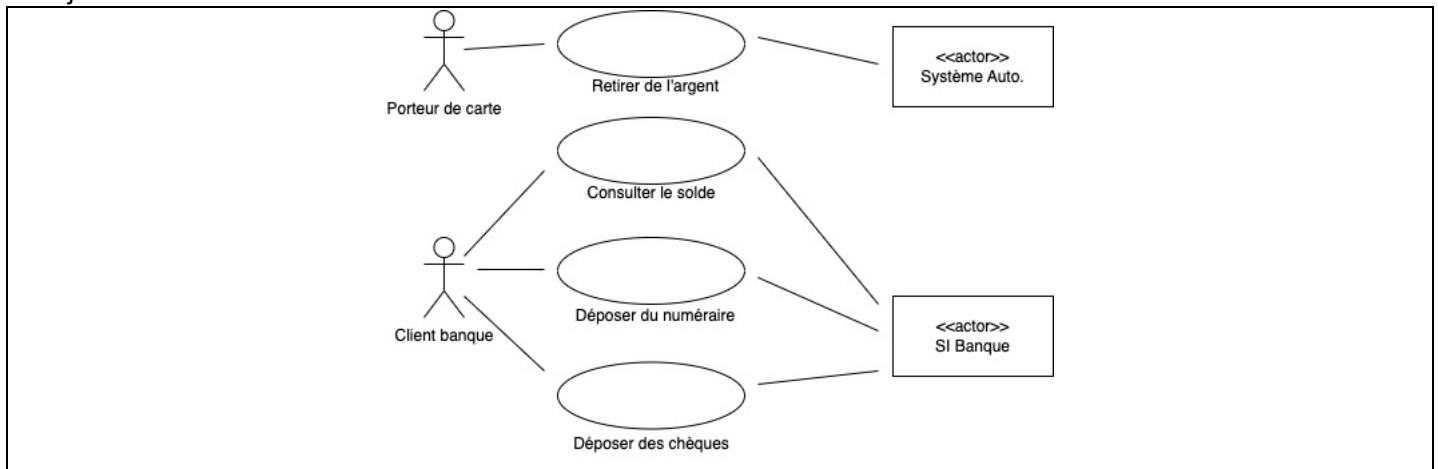 <<actor>>
Système Auto.
Retirer de l'argent
Porteur de carte
Consulter le solde
Déposer du numéraire
Client banque
<<actor>>
SI Banque
Déposer des chèques